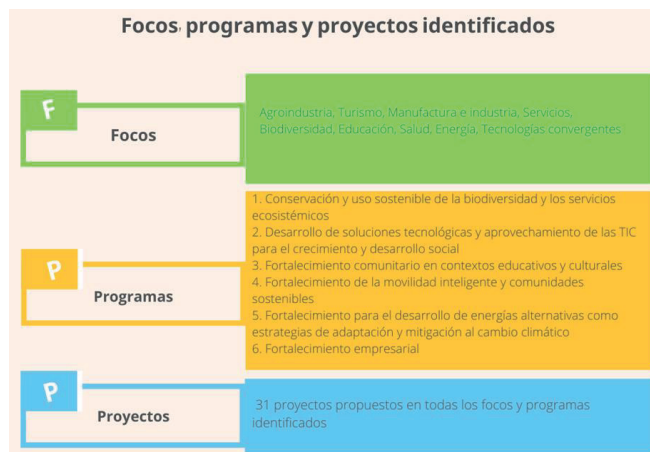 Focos, programas y proyectos identificados
F
Focos
Agroindustria, Turismo, Manufactura e industria, Servicios,
Biodiversidad, Educación, Salud, Energía, Tecnologías convergentes
P
Programas
1. Conservación y uso sostenible de la biodiversidad y los servicios
ecosistémicos
2. Desarrollo de soluciones tecnológicas y aprovechamiento de las TIC
para el crecimiento y desarrollo social
3. Fortalecimiento comunitario en contextos educativos y culturales
4. Fortalecimiento de la movilidad inteligente y comunidades
sostenibles
5. Fortalecimiento para el desarrollo de energías alternativas como
estrategias de adaptación y mitigación al cambio climático
6. Fortalecimiento empresarial
P
Proyectos
31 proyectos propuestos en todas los focos y programas
identificados